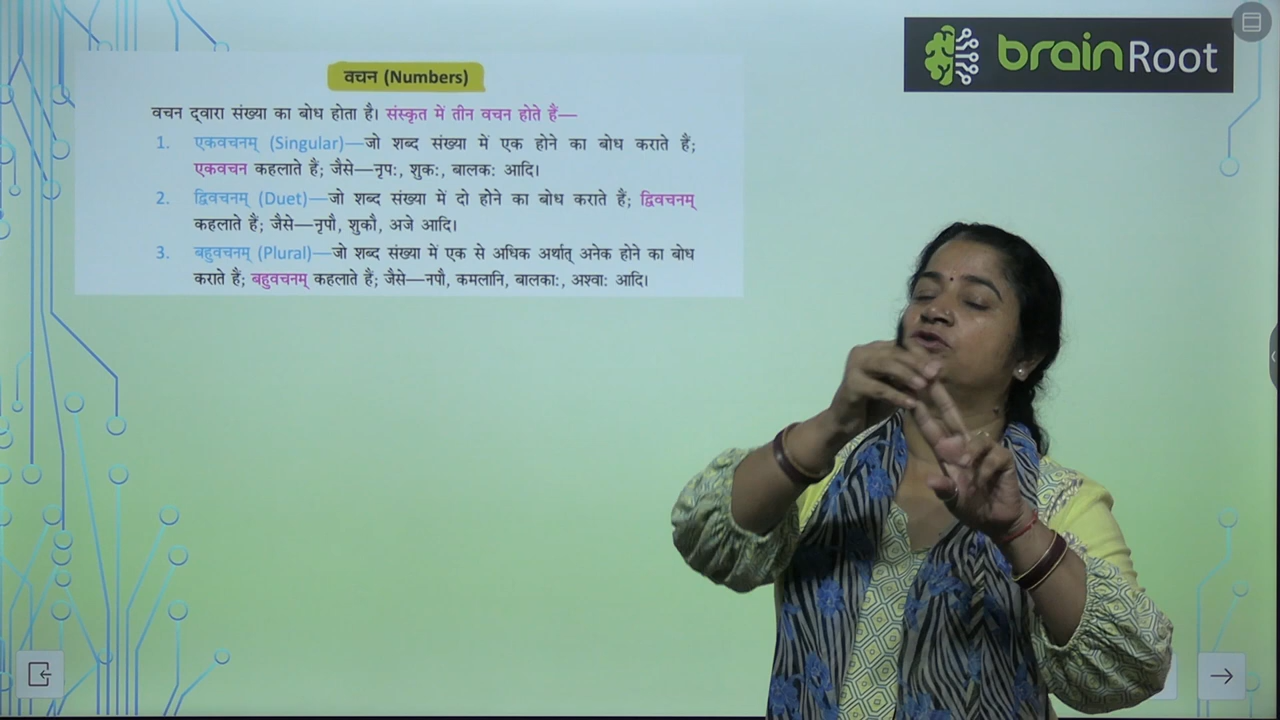 brainRoot
वचन (Numbers)
वचन द्वारा संख्या का बोध होता है। संस्कृत में तीन वचन होते हैं—
1. एकवचनम् (Singular)—जो शब्द संख्या में एक होने का बोध कराते हैं;
एकवचन कहलाते हैं; जैसे—नृपः, शुकः, बालकः आदि।
2. द्विवचनम् (Duet)—जो शब्द संख्या में दो होने का बोध कराते हैं; द्विवचनम्
कहलाते हैं; जैसे—नृपौ, शुकौ, अजे आदि।
3. बहुवचनम् (Plural)—जो शब्द संख्या में एक से अधिक अर्थात् अनेक होने का बोध
कराते हैं; बहुवचनम् कहलाते हैं; जैसे—नपौ, कमलानि, बालकाः, अश्वाः आदि।